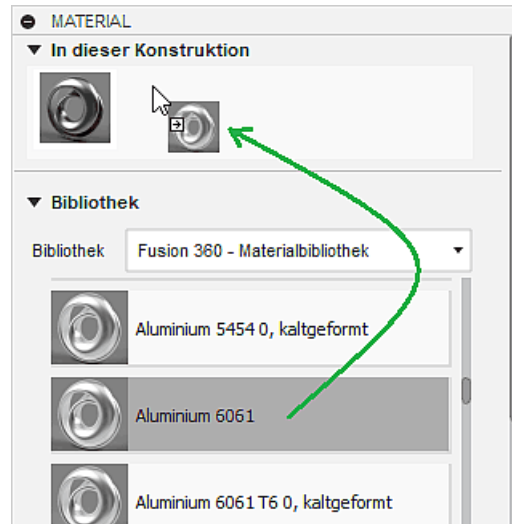 MATERIAL
In dieser Konstruktion
Bibliothek
Bibliothek Fusion 360 - Materialbibliothek
Aluminium 5454 0, kaltgeformt
Aluminium 6061
Aluminium 6061 T6 0, kaltgeformt